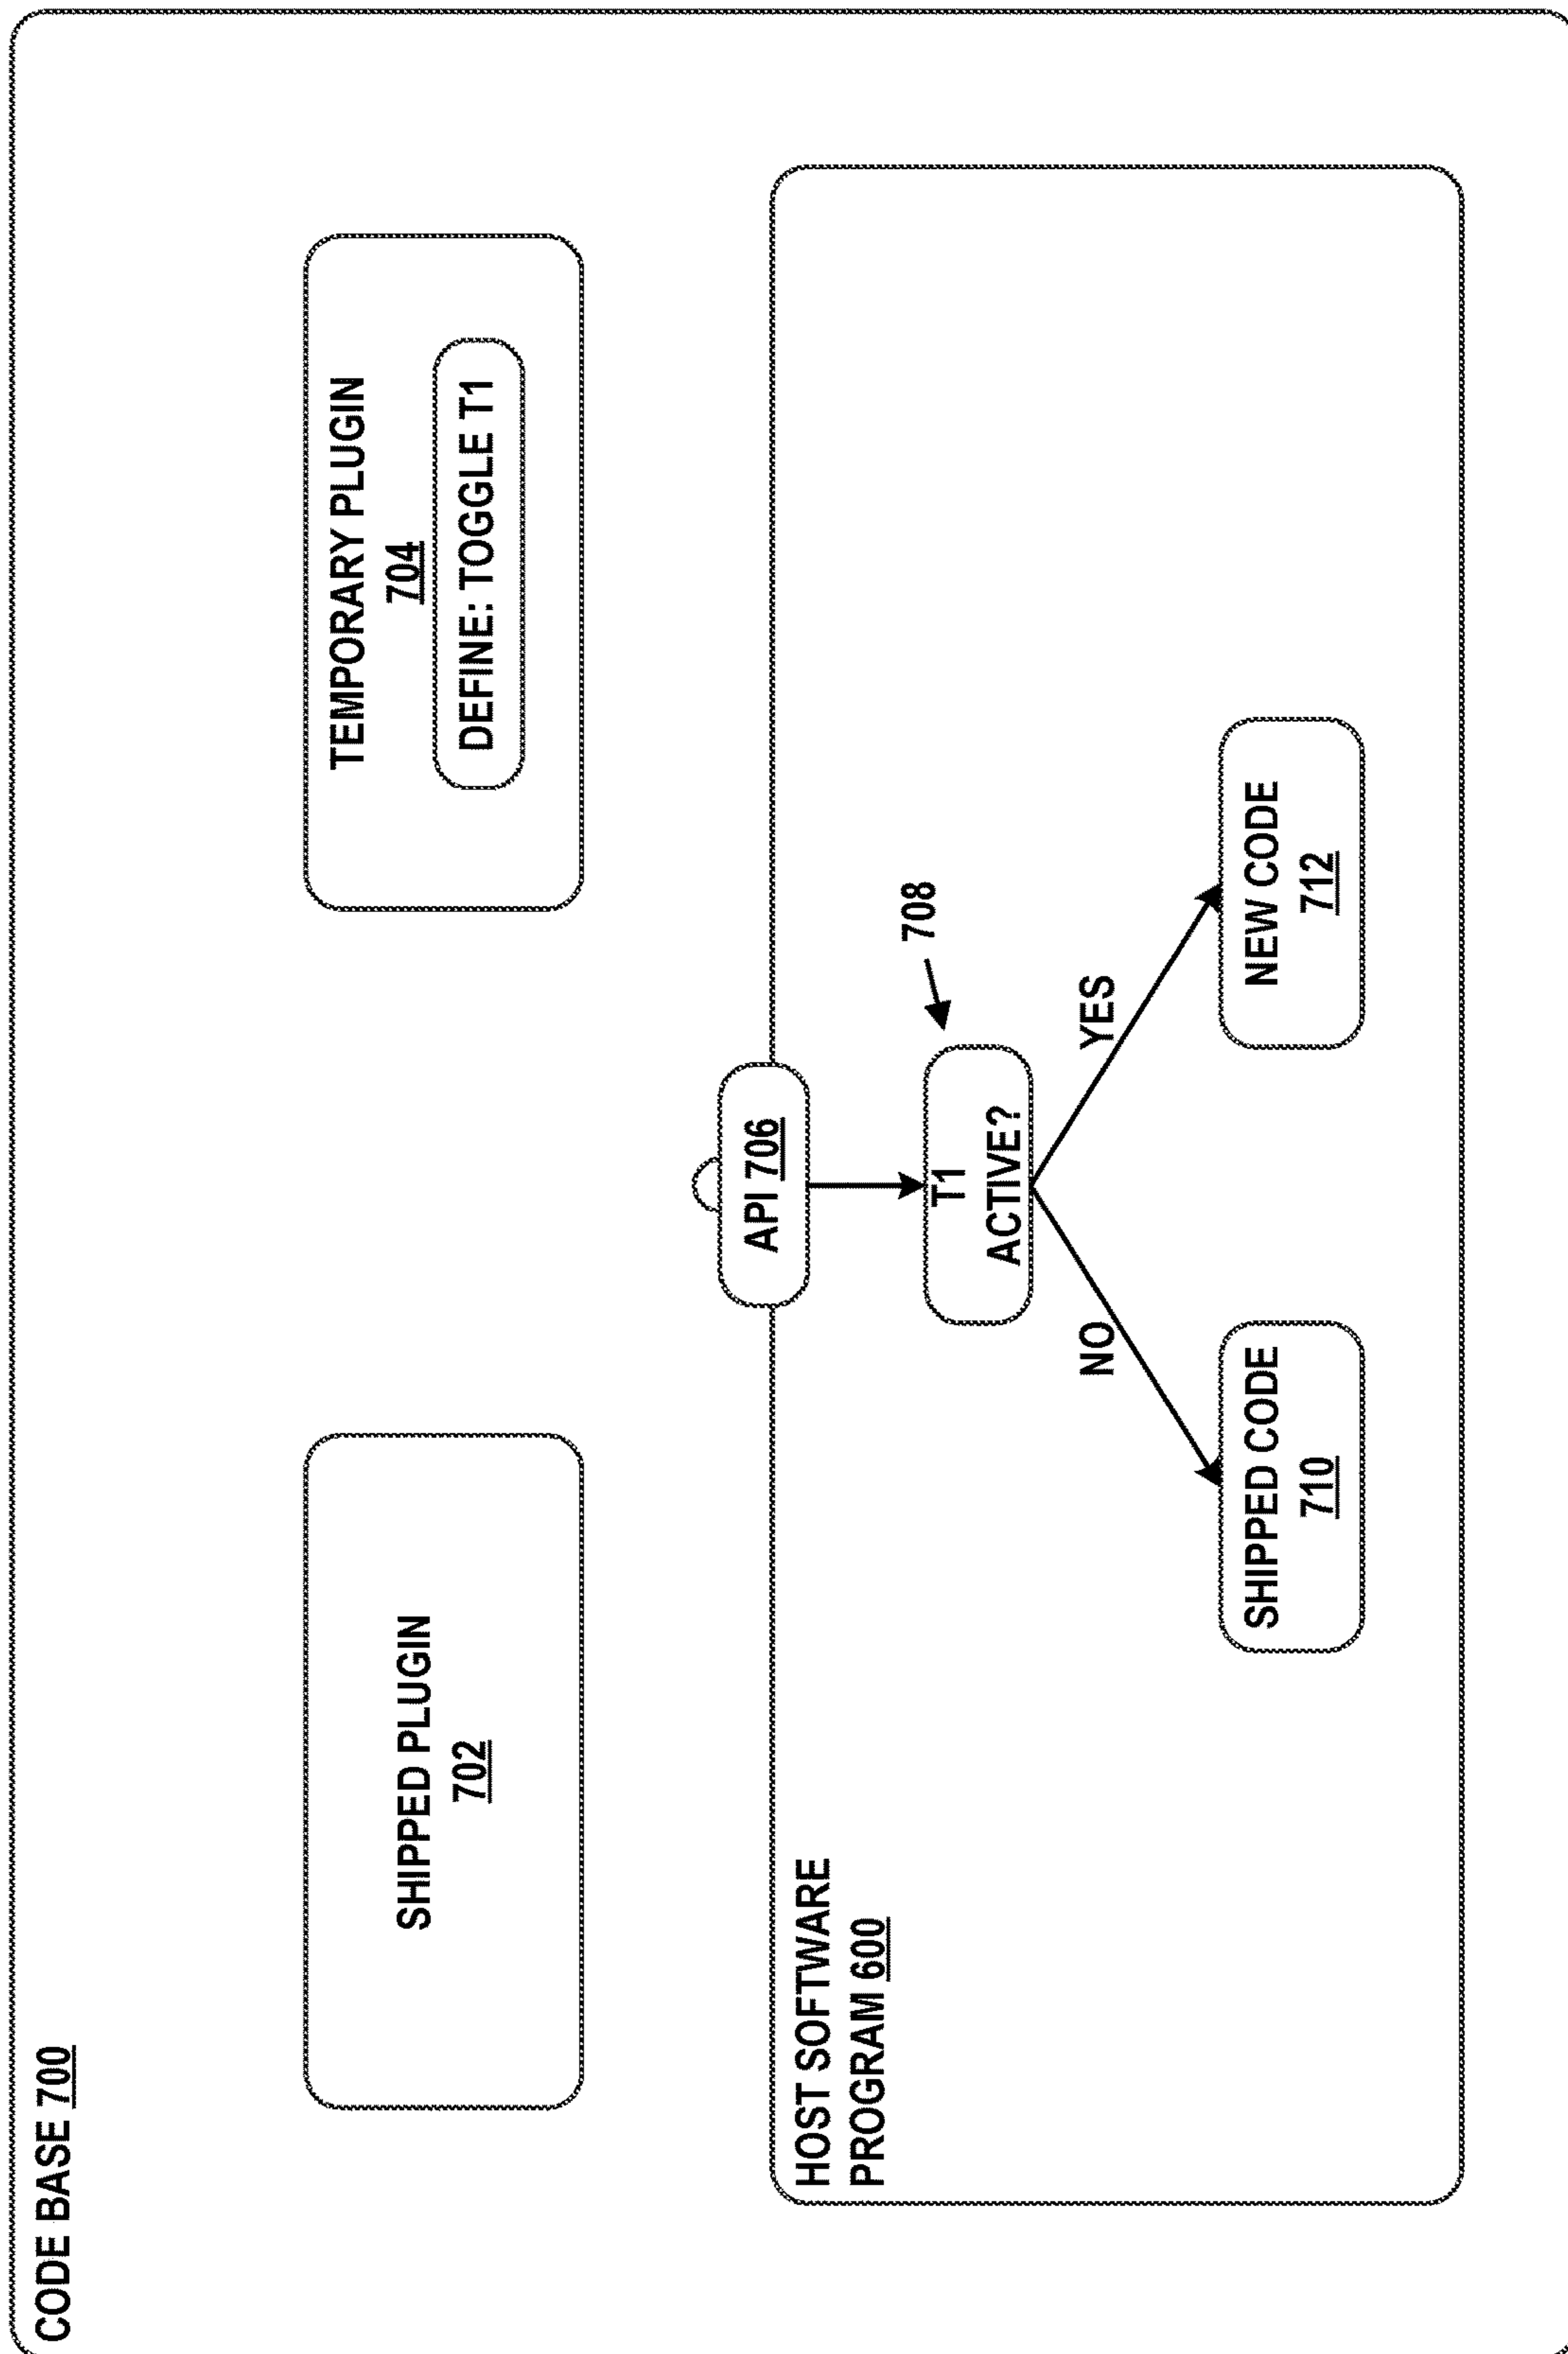 CODE BASE 700
SHIPPED PLUGIN
702
TEMPORARY PLUGIN
704
DEFINE: TOGGLE T1
HOST SOFTWARE
PROGRAM 600
API 706
T1
ACTIVE?
708
NO
YES
SHIPPED CODE
710
NEW CODE
712